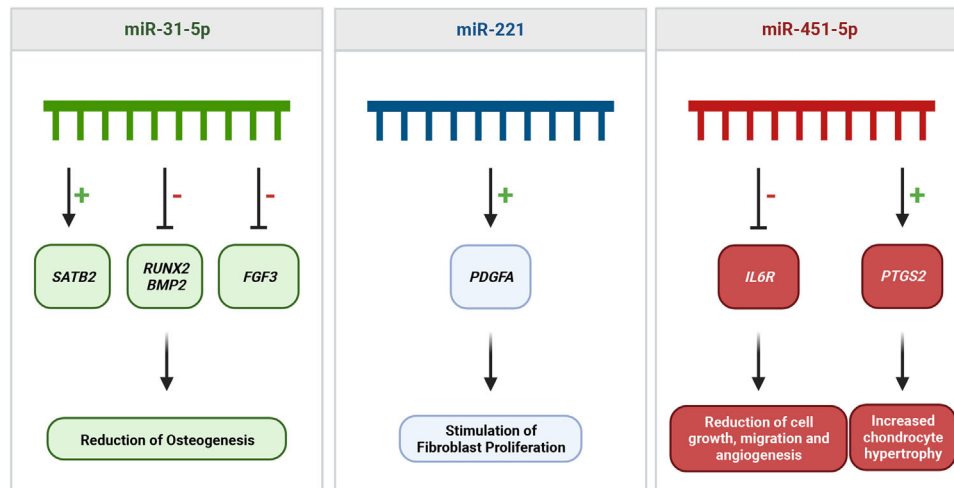 miR-31-5p
miR-221
miR-451-5p
+
-
-
+
-
+
SATB2
RUNX2
BMP2
FGF3
PDGFA
IL6R
PTGS2
Reduction of Osteogenesis
Stimulation of
Fibroblast Proliferation
Reduction of cell
growth, migration and
angiogenesis
Increased
chondrocyte
hypertrophy